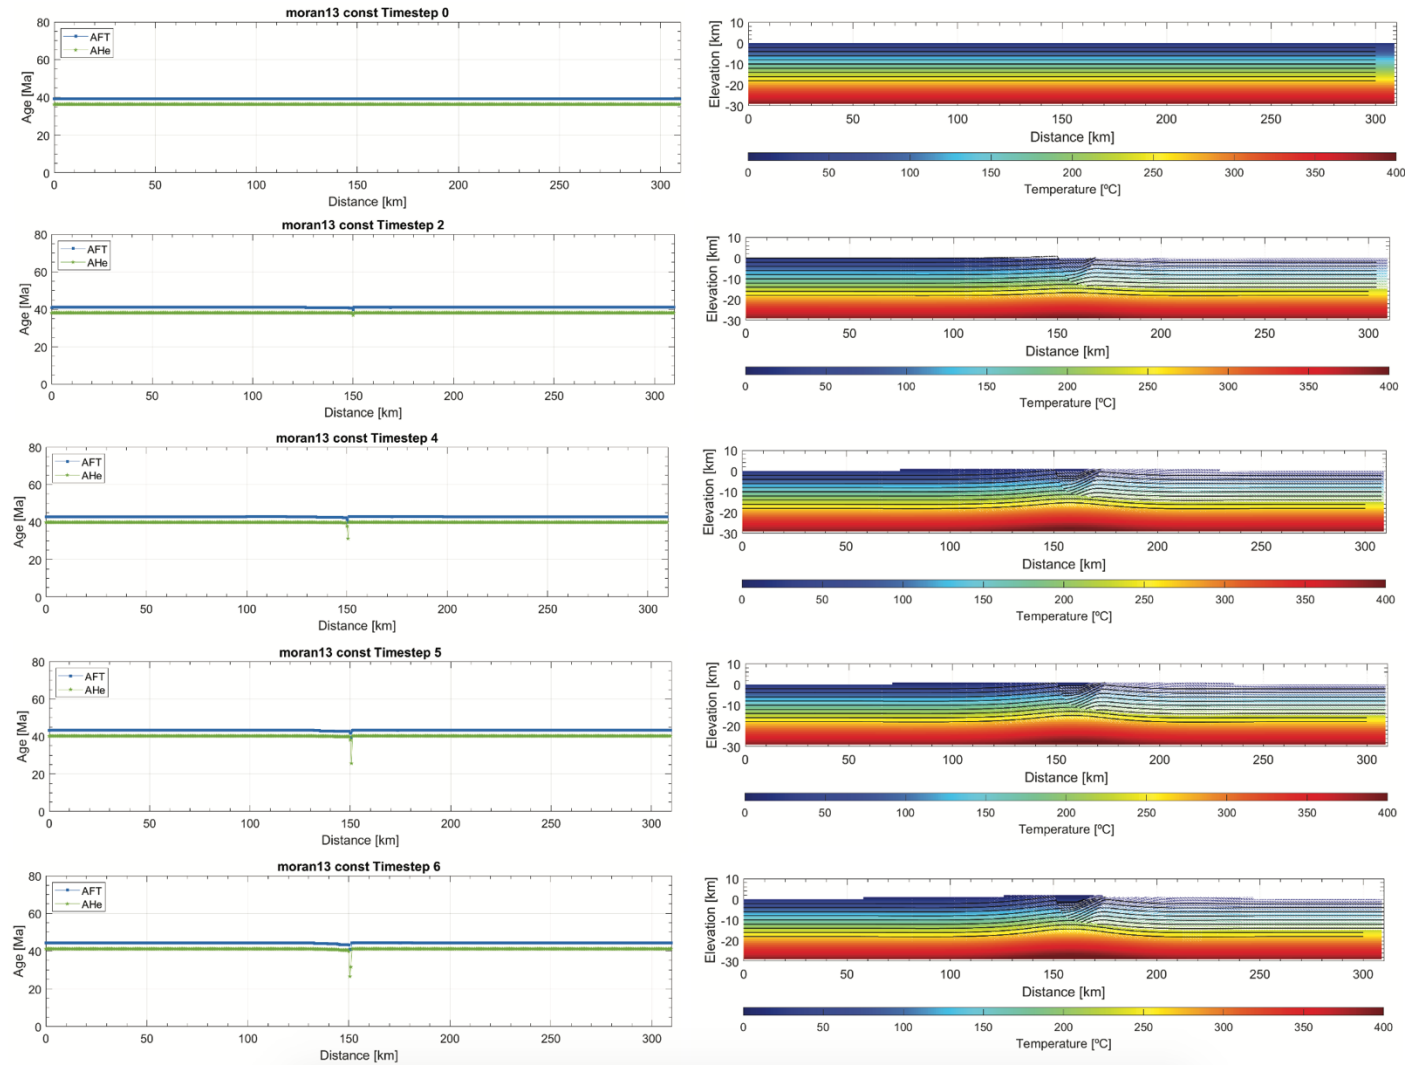 moran13 const Timestep 0
AFT
AHe
Age [Ma]
80
60
40
20
0
0 50 100 150 200 250 300
Distance [km]
Elevation [km]
10
0
-10
-20
-30
0 50 100 150 200 250 300
Distance [km]
0 50 100 150 200 250 300 350 400
Temperature [ºC]
moran13 const Timestep 2
AFT
AHe
Age [Ma]
80
60
40
20
0
0 50 100 150 200 250 300
Distance [km]
Elevation [km]
10
0
-10
-20
-30
0 50 100 150 200 250 300
Distance [km]
0 50 100 150 200 250 300 350 400
Temperature [ºC]
moran13 const Timestep 4
AFT
AHe
Age [Ma]
80
60
40
20
0
0 50 100 150 200 250 300
Distance [km]
Elevation [km]
10
0
-10
-20
-30
0 50 100 150 200 250 300
Distance [km]
0 50 100 150 200 250 300 350 400
Temperature [ºC]
moran13 const Timestep 5
AFT
AHe
Age [Ma]
80
60
40
20
0
0 50 100 150 200 250 300
Distance [km]
Elevation [km]
10
0
-10
-20
-30
0 50 100 150 200 250 300
Distance [km]
0 50 100 150 200 250 300 350 400
Temperature [ºC]
moran13 const Timestep 6
AFT
AHe
Age [Ma]
80
60
40
20
0
0 50 100 150 200 250 300
Distance [km]
Elevation [km]
10
0
-10
-20
-30
0 50 100 150 200 250 300
Distance [km]
0 50 100 150 200 250 300 350 400
Temperature [ºC]